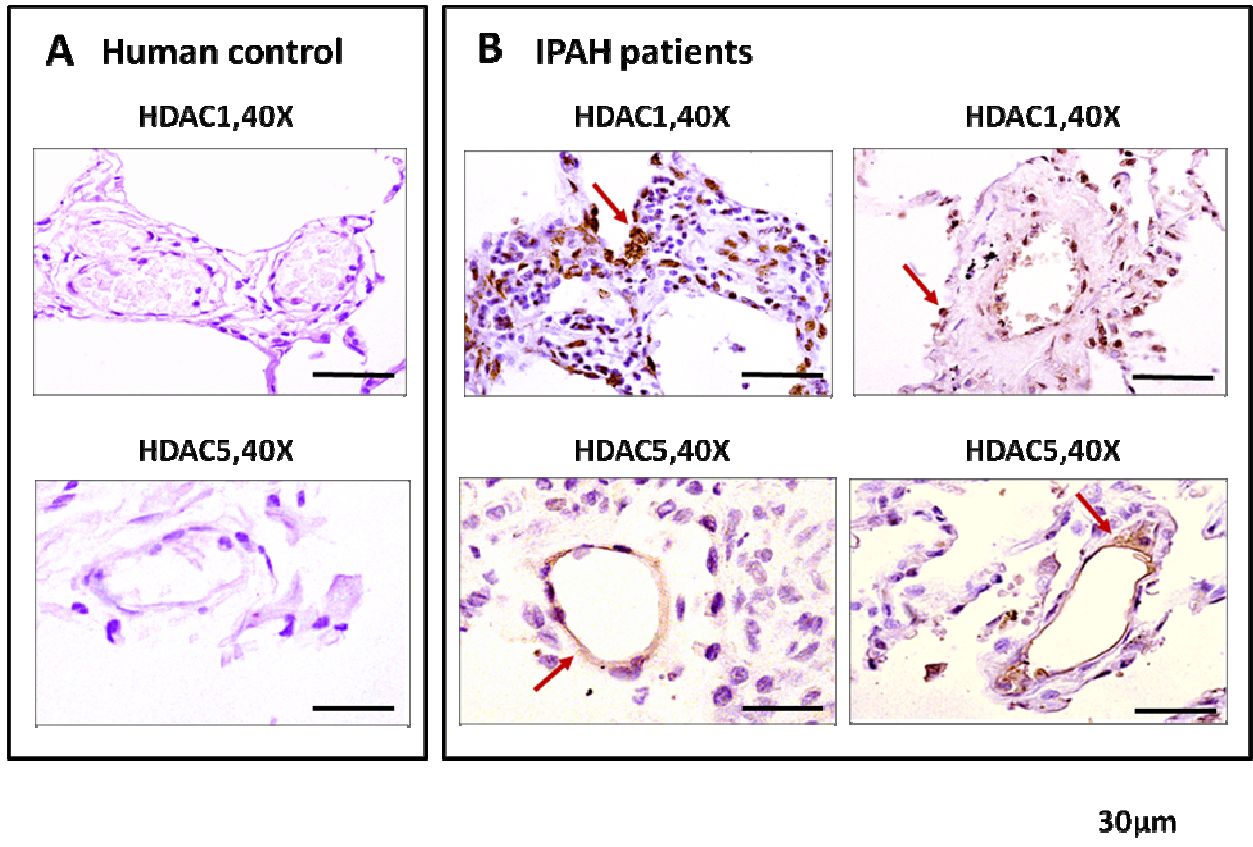 A Human control
HDAC1,40X
HDAC5,40X
B IPAH patients
HDAC1,40X HDAC1,40X
HDAC5,40X HDAC5,40X
30μm